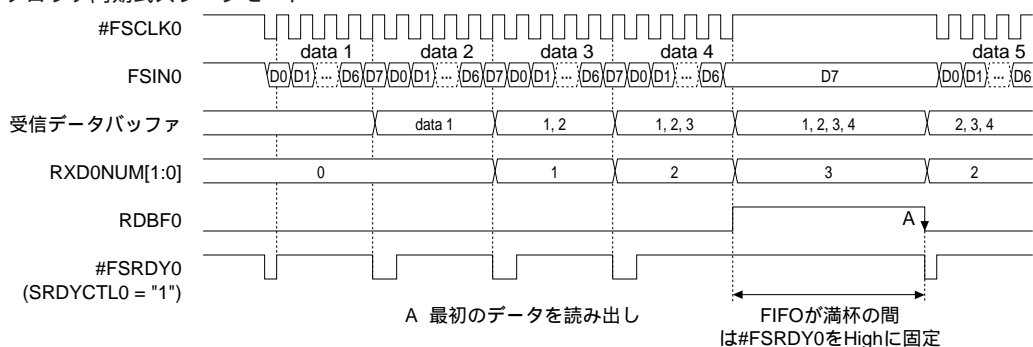 #FSCLK0
data 1 data 2 data 3 data 4 data 5
FSIN0 D0 D1 ... D6 D7 D0 D1 ... D6 D7 D0 D1 ... D6 D7 D0 D1 ... D6 D7 D0 D1 ... D6
受信データバッファ data 1 1, 2 1, 2, 3 1, 2, 3, 4 2, 3, 4
RXD0NUM[1:0] 0 1 2 3 2
RDBF0 A
#FSRDY0
(SRDYCTL0 = "1")
A 最初のデータを読み出し
FIFOが満杯の間
は#FSRDY0をHighに固定